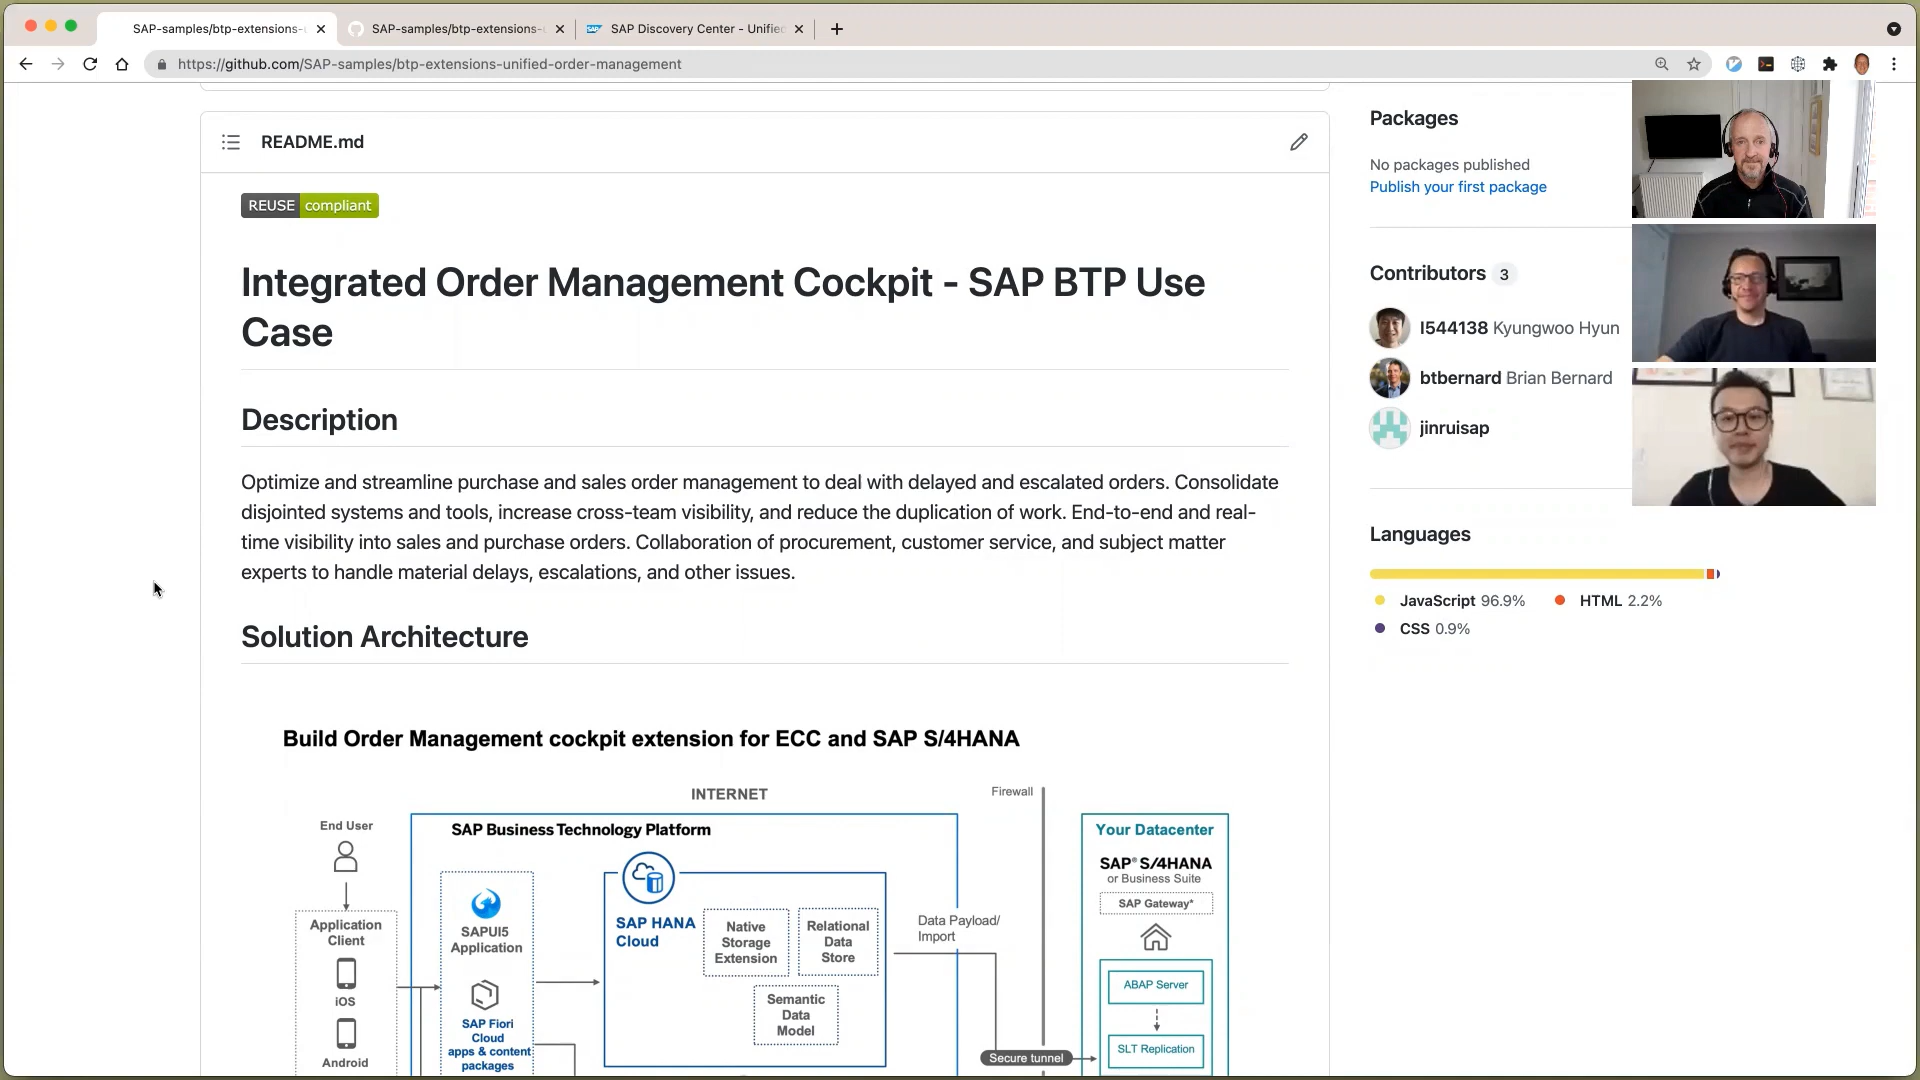 SAP-samples/btp-extensions-
SAP-samples/btp-extensions-
SAP Discovery Center - Unifie
https://github.com/SAP-samples/btp-extensions-unified-order-management
README.md
REUSE compliant
Integrated Order Management Cockpit - SAP BTP Use
Case
Description
Optimize and streamline purchase and sales order management to deal with delayed and escalated orders. Consolidate
disjointed systems and tools, increase cross-team visibility, and reduce the duplication of work. End-to-end and real-
time visibility into sales and purchase orders. Collaboration of procurement, customer service, and subject matter
experts to handle material delays, escalations, and other issues.
Solution Architecture
Build Order Management cockpit extension for ECC and SAP S/4HANA
INTERNET
Firewall
End User
SAP Business Technology Platform
Your Datacenter
SAP® S/4HANA
or Business Suite
SAP Gateway*
Application
Client
iOS
Android
SAPUI5
Application
SAP Fiori
Cloud
apps & content
packages
SAP HANA
Cloud
Native
Storage
Extension
Relational
Data
Store
Semantic
Data
Model
Data Payload/
Import
ABAP Server
SLT Replication
Secure tunnel
Packages
No packages published
Publish your first package
Contributors 3
I544138 Kyungwoo Hyun
btbernard Brian Bernard
jinruisap
Languages
JavaScript 96.9%
HTML 2.2%
CSS 0.9%